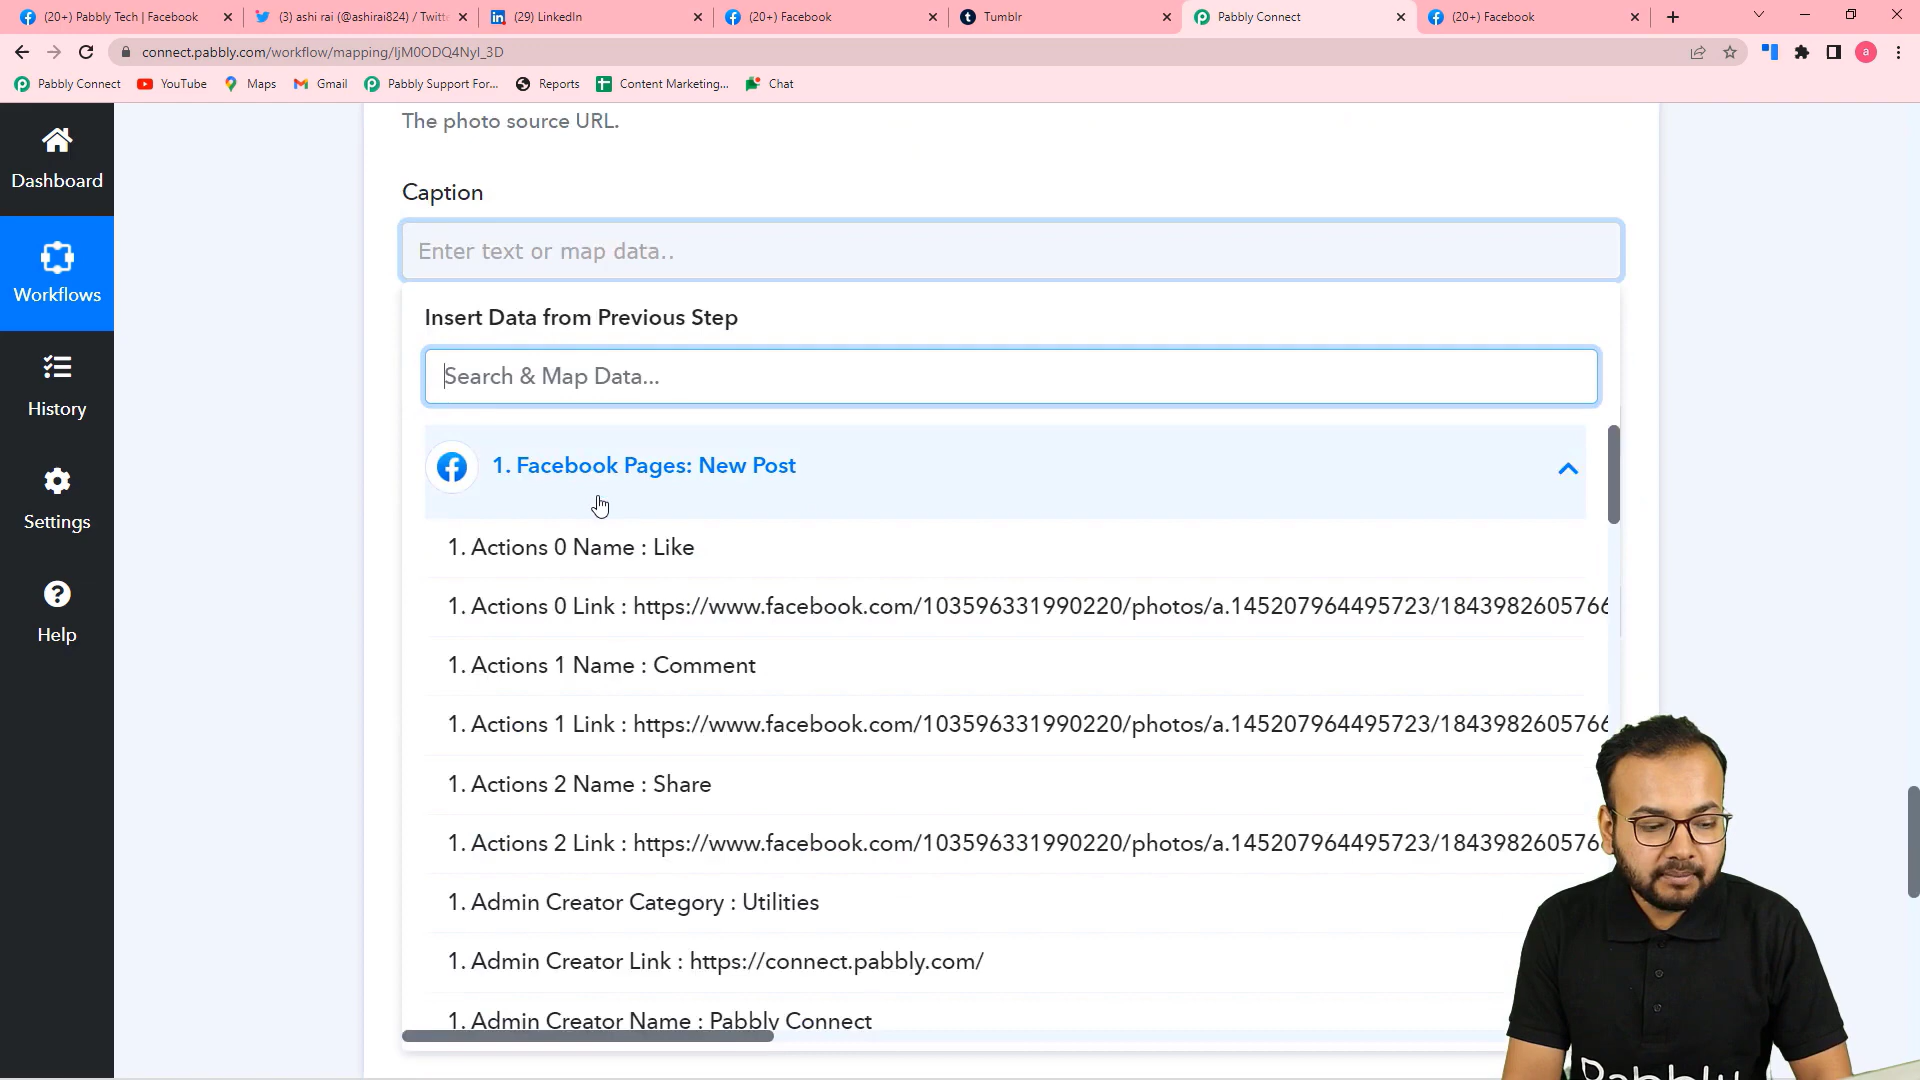 (20+) Pabbly Tech | Facebook
(3) ashi rai (@ashirai824) / Twitt
(29) LinkedIn
(20+) Facebook
Tumblr
Pabbly Connect
(20+) Facebook
connect.pabbly.com/workflow/mapping/IjM0ODQ4NyI_3D
a
Pabbly Connect
YouTube
Maps
Gmail
Pabbly Support For...
Reports
Content Marketing...
Chat
Dashboard
Workflows
History
Settings
Help
The photo source URL.
Caption
Enter text or map data..
Insert Data from Previous Step
Search & Map Data...
1. Facebook Pages: New Post
1. Actions 0 Name : Like
1. Actions 0 Link : https://www.facebook.com/103596331990220/photos/a.145207964495723/1843982605766
1. Actions 1 Name : Comment
1. Actions 1 Link : https://www.facebook.com/103596331990220/photos/a.145207964495723/1843982605766
1. Actions 2 Name : Share
1. Actions 2 Link : https://www.facebook.com/103596331990220/photos/a.145207964495723/184398260576
1. Admin Creator Category : Utilities
1. Admin Creator Link : https://connect.pabbly.com/
1. Admin Creator Name : Pabbly Connect
Pabbly